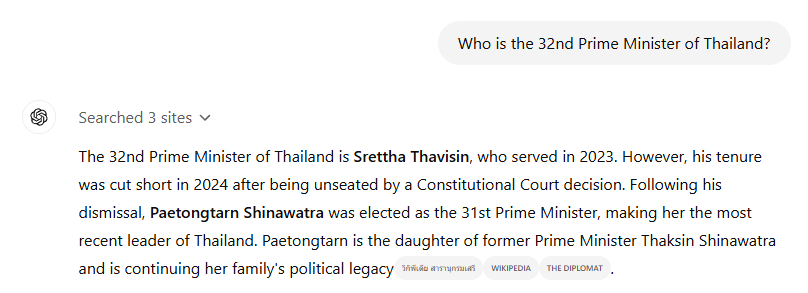 Who is the 32nd Prime Minister of Thailand?
Searched 3 sites
The 32nd Prime Minister of Thailand is Srettha Thavisin, who served in 2023. However, his tenure
was cut short in 2024 after being unseated by a Constitutional Court decision. Following his
dismissal, Paetongtarn Shinawatra was elected as the 31st Prime Minister, making her the most
recent leader of Thailand. Paetongtarn is the daughter of former Prime Minister Thaksin Shinawatra
and is continuing her family's political legacy วิกิพีเดีย สารานุกรมเสรี WIKIPEDIA THE DIPLOMAT .